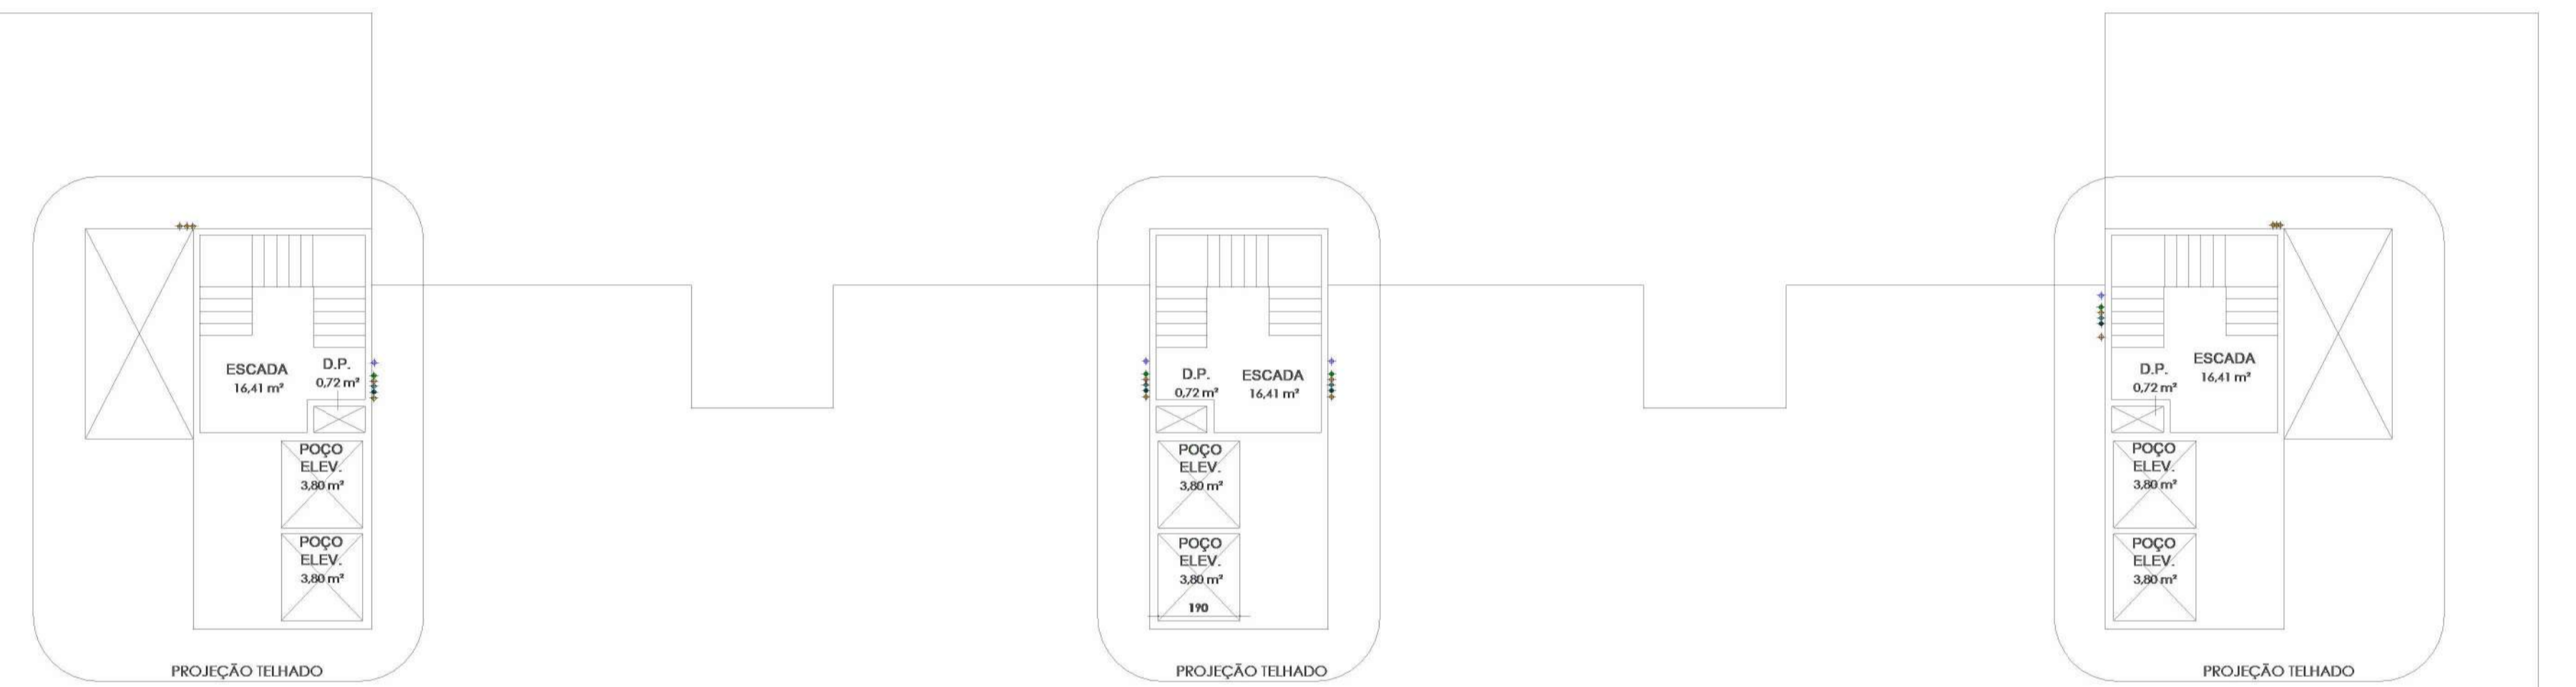 ESCADA
16,41 m²
D.P.
0,72 m²
POÇO
ELEV.
3,80 m²
POÇO
ELEV.
3,80 m²
PROJEÇÃO TELHADO
D.P.
0,72 m²
ESCADA
16,41 m²
POÇO
ELEV.
3,80 m²
POÇO
ELEV.
3,80 m²
190
PROJEÇÃO TELHADO
D.P.
0,72 m²
ESCADA
16,41 m²
POÇO
ELEV.
3,80 m²
POÇO
ELEV.
3,80 m²
PROJEÇÃO TELHADO